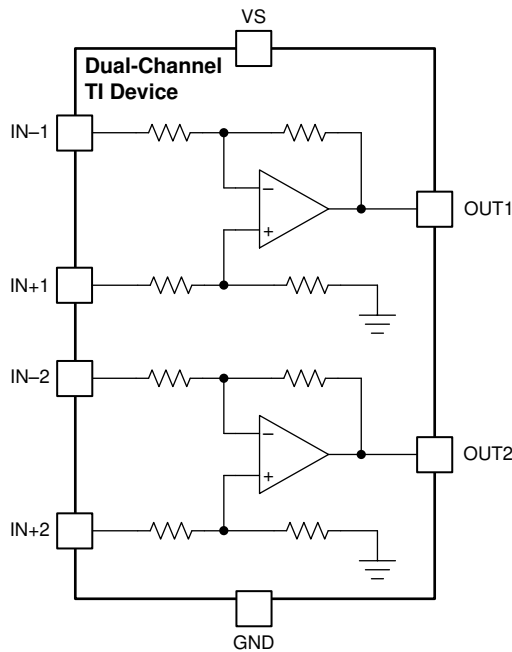 VS
Dual-Channel
TI Device
IN–1
−
OUT1
+
IN+1
IN–2
−
OUT2
+
IN+2
GND